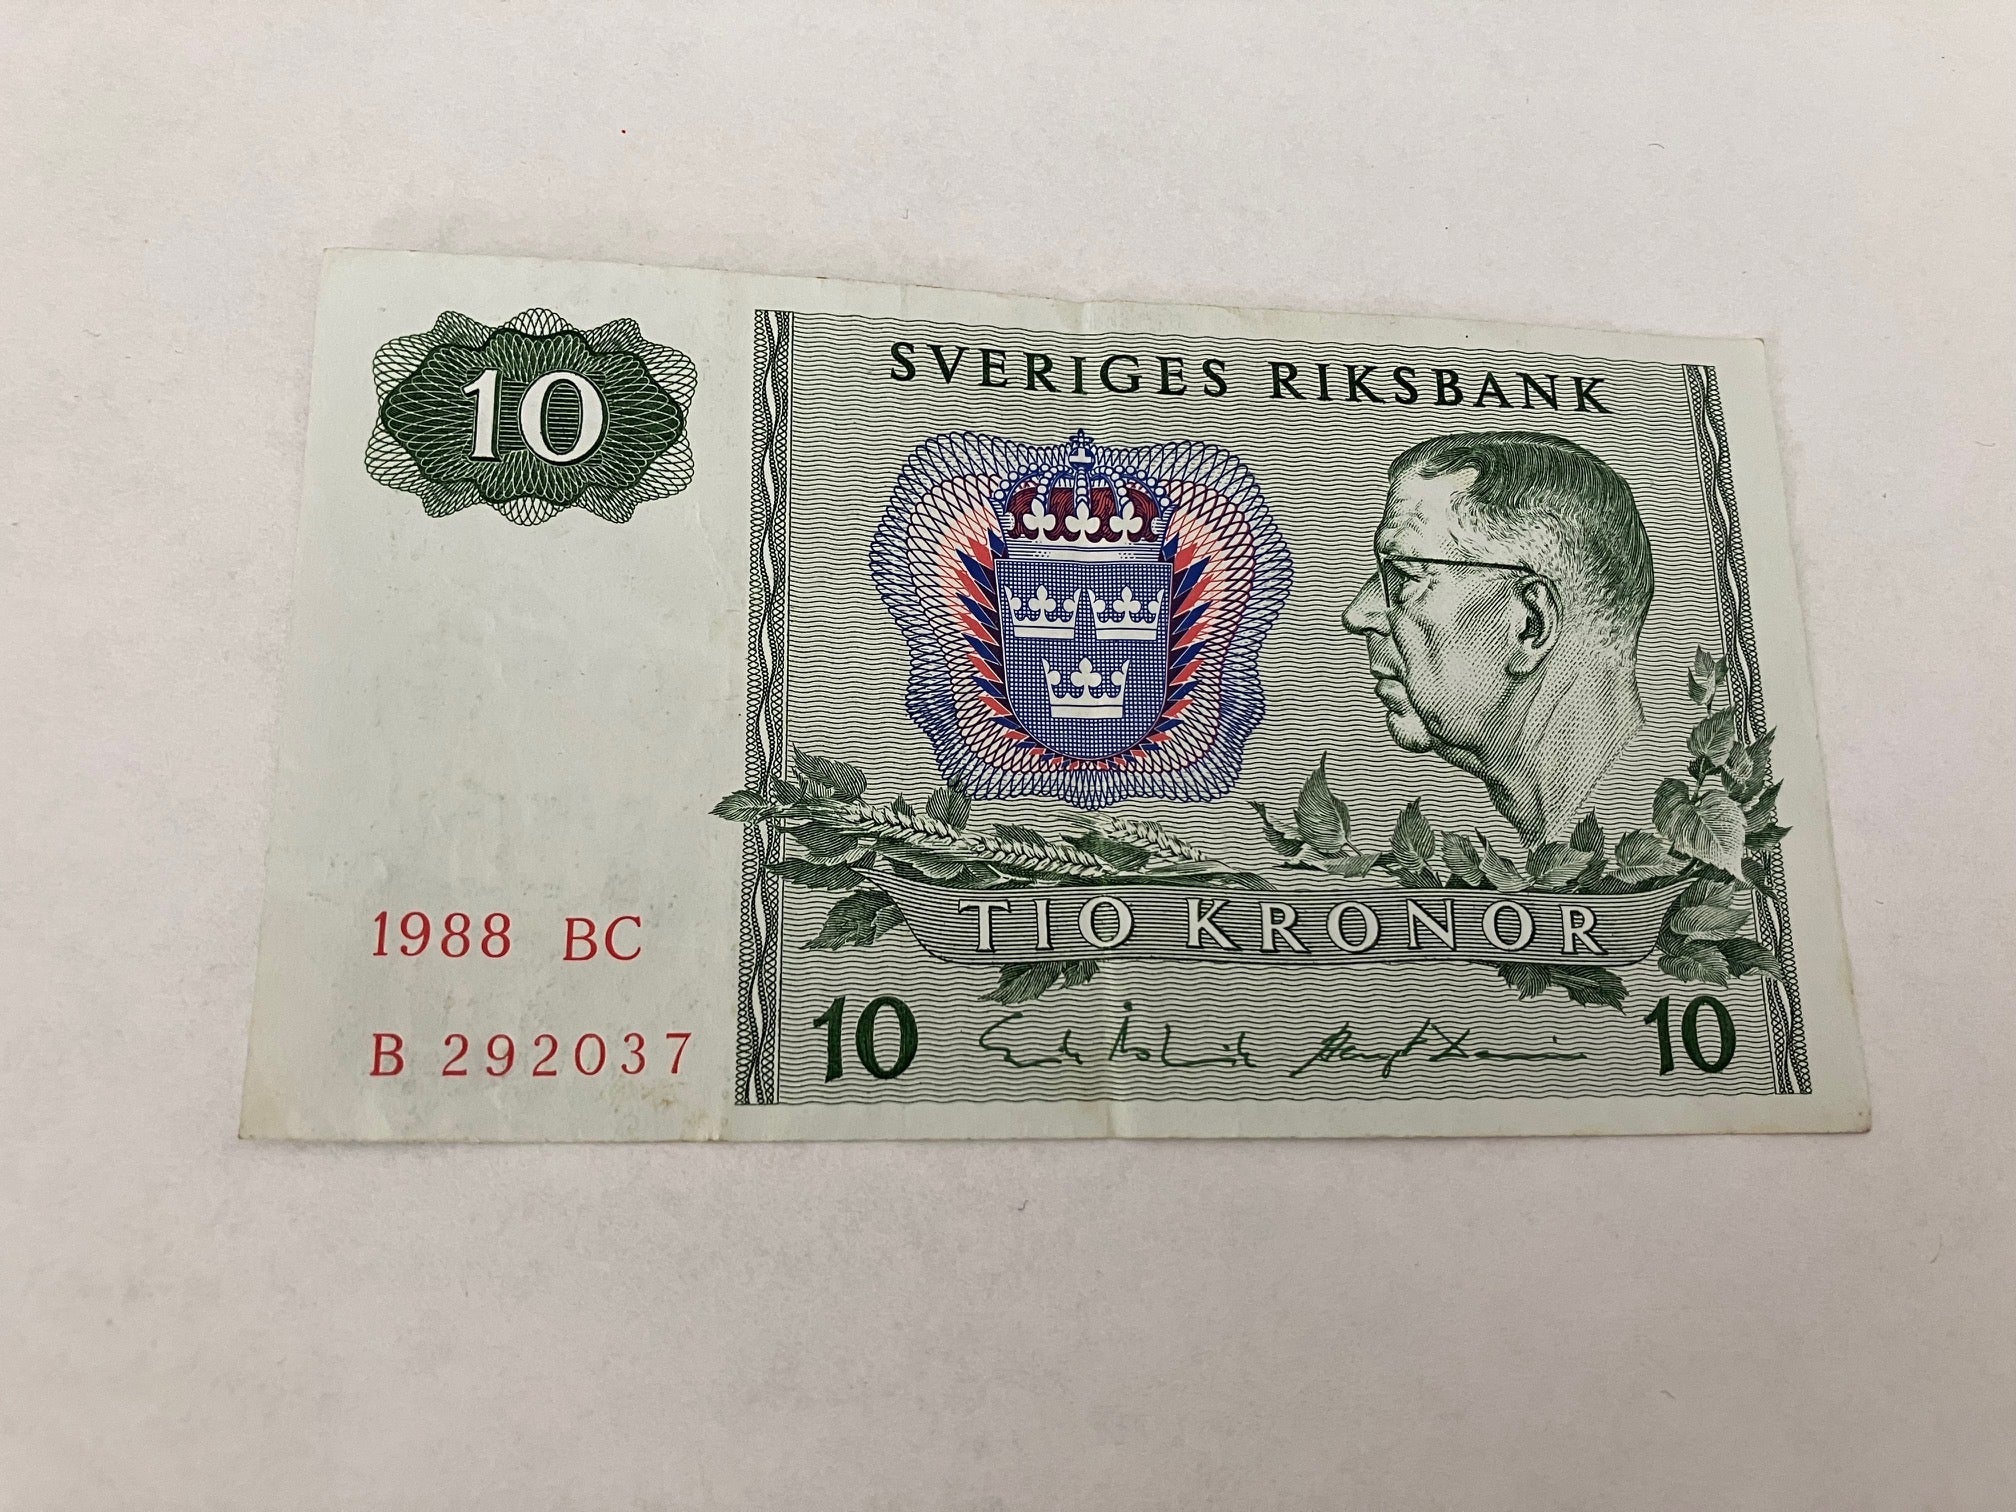 10
SVERIGES RIKSBANK
TIO KRONOR
1988 BC
B 292037
10 10